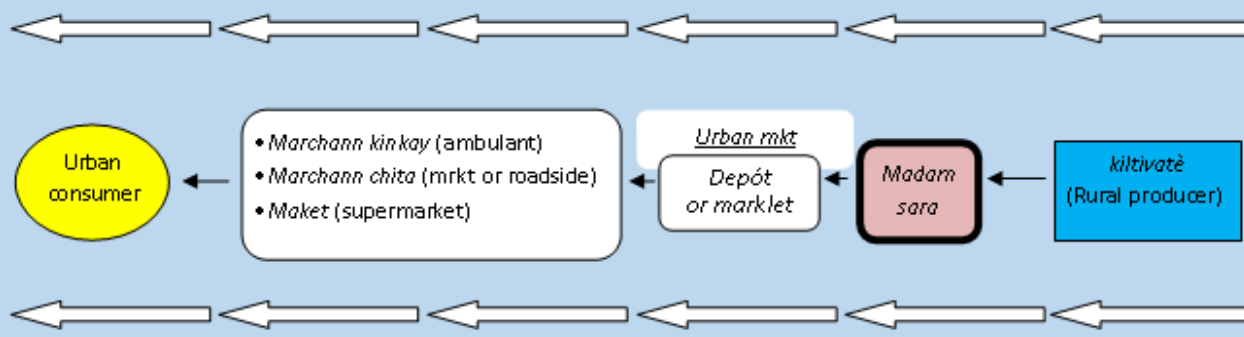 Urban
consumer
• Marchann kinkay (ambulant)
• Marchann chita (mrkt or roadside)
• Maket (supermarket)
Urban mkt
Depót
or marklet
Madam
sara
kiltivatè
(Rural producer)